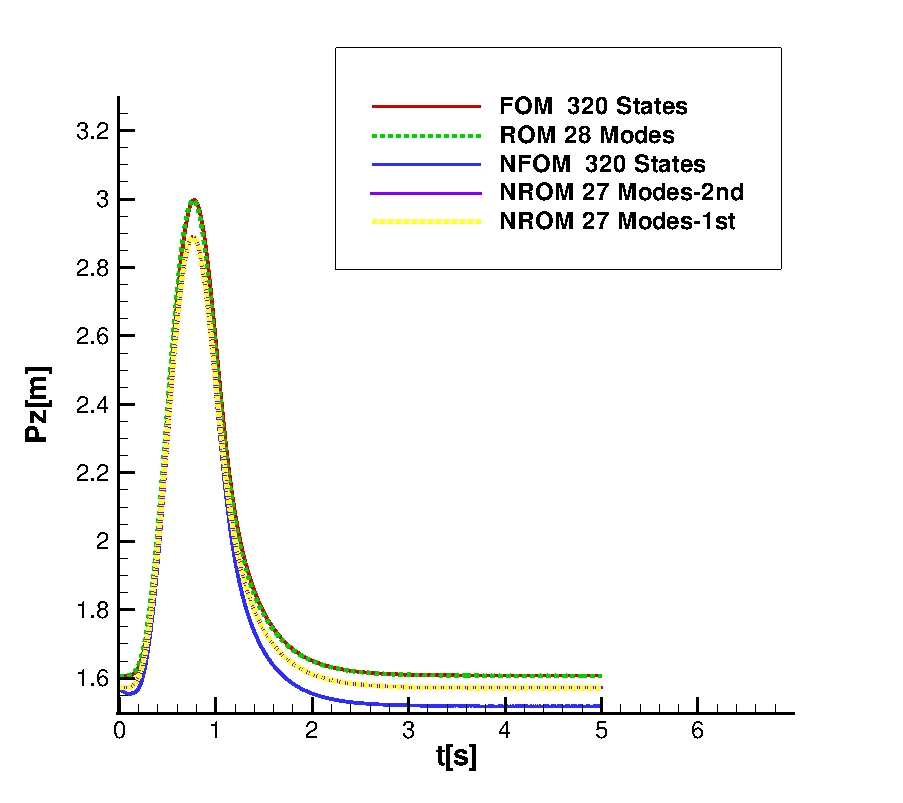 FOM  320 States
ROM 28 Modes
NFOM  320 States
NROM 27 Modes-2nd
NROM 27 Modes-1st
3.2
3
2.8
2.6
2.4
2.2
2
1.8
1.6
Pz[m]
0 1 2 3 4 5 6
t[s]